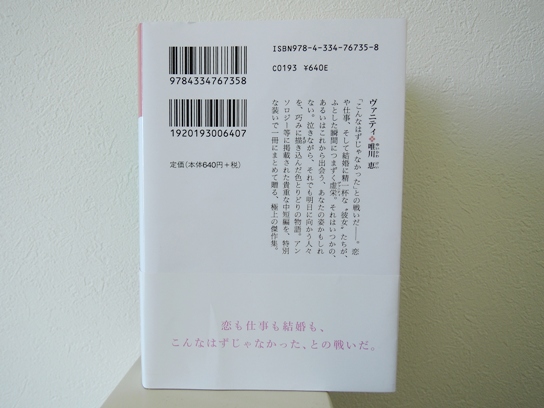 ISBN978-4-334-76735-8
C0193 ¥640E
9784334767358
1920193006407
定価(本体640円+税)
ヴァニティ 唯川 恵
「こんなはずじゃなかった」との戦いだ――。恋
や仕事、そして結婚に精一杯な“彼女”たちが、
ふとした瞬間につまずく虚栄。それはいつかの、
あるいはこれから出会う、あなたの姿かもしれ
ない。泣きながら、それでも明日に向かう人々
を、巧みに描き込んだ色とりどりの物語。アン
ソロジー等に掲載された貴重な中短編を、特別
な装いで一冊にまとめて贈る、極上の傑作集。
恋も仕事も結婚も、
こんなはずじゃなかった、との戦いだ。